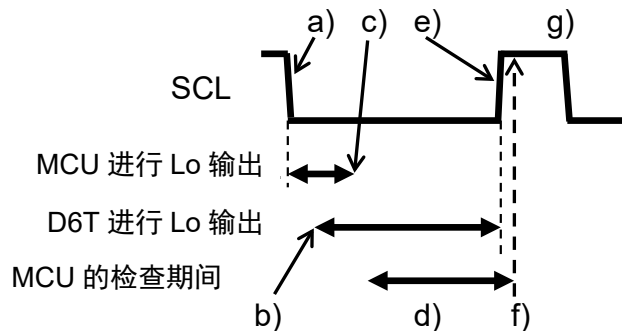 a) c) e) g)
SCL
MCU 进行 Lo 输出
D6T 进行 Lo 输出
MCU 的检查期间
b) d) f)